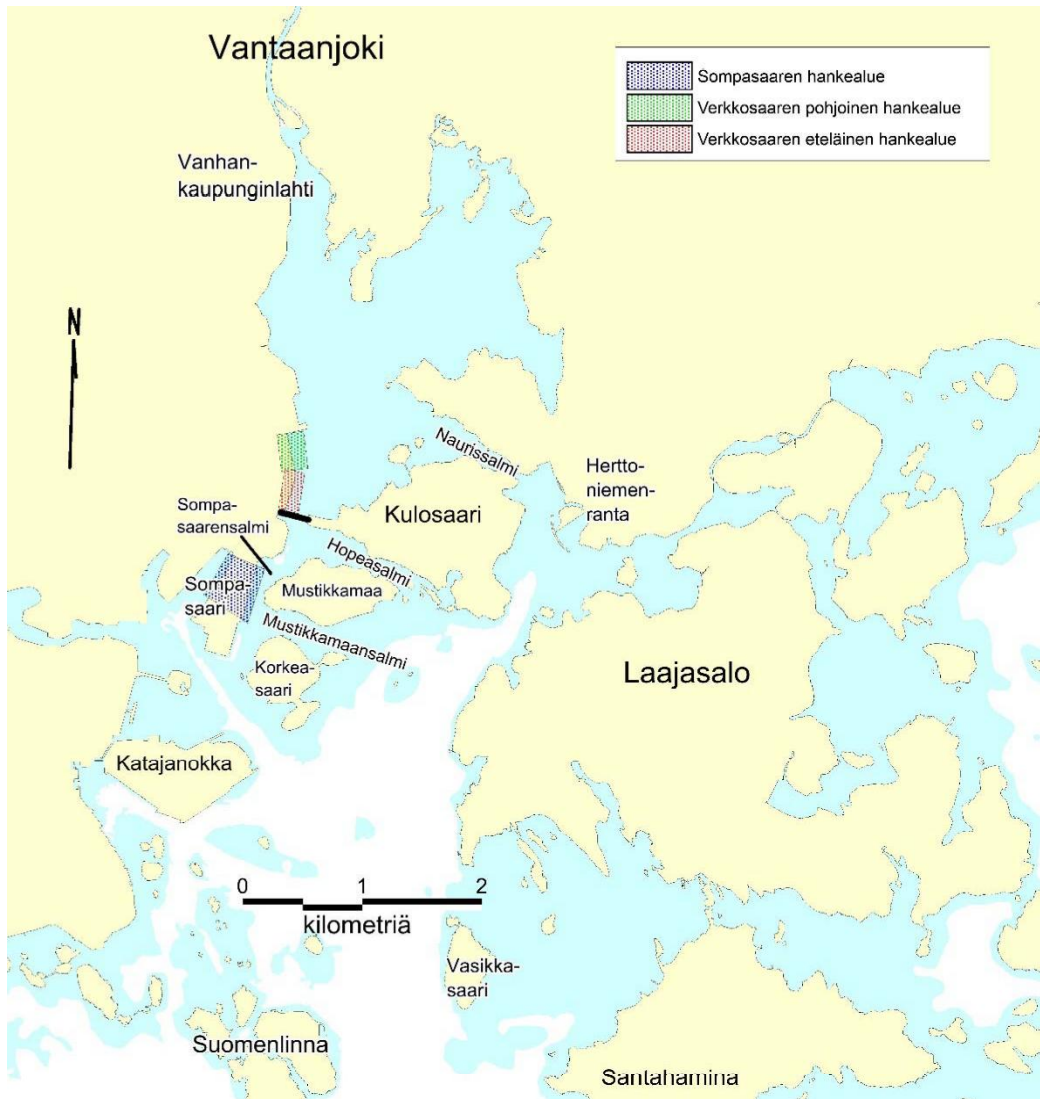 Vantaanjoki
Sompasaaren hankealue
Verkkosaaren pohjoinen hankealue
Verkkosaaren eteläinen hankealue
Vanhan-
kaupunginlahti
N
Naurissalmi
Hertto-
niemen-
ranta
Sompa-
saarensalmi
Kulosaari
Hopeasalmi
Sompa-
saari
Mustikkamaa
Mustikkamaansalmi
Korkea-
saari
Laajasalo
Katajanokka
0 1 2
kilometriä
Vasikka-
saari
Suomenlinna
Santahamina